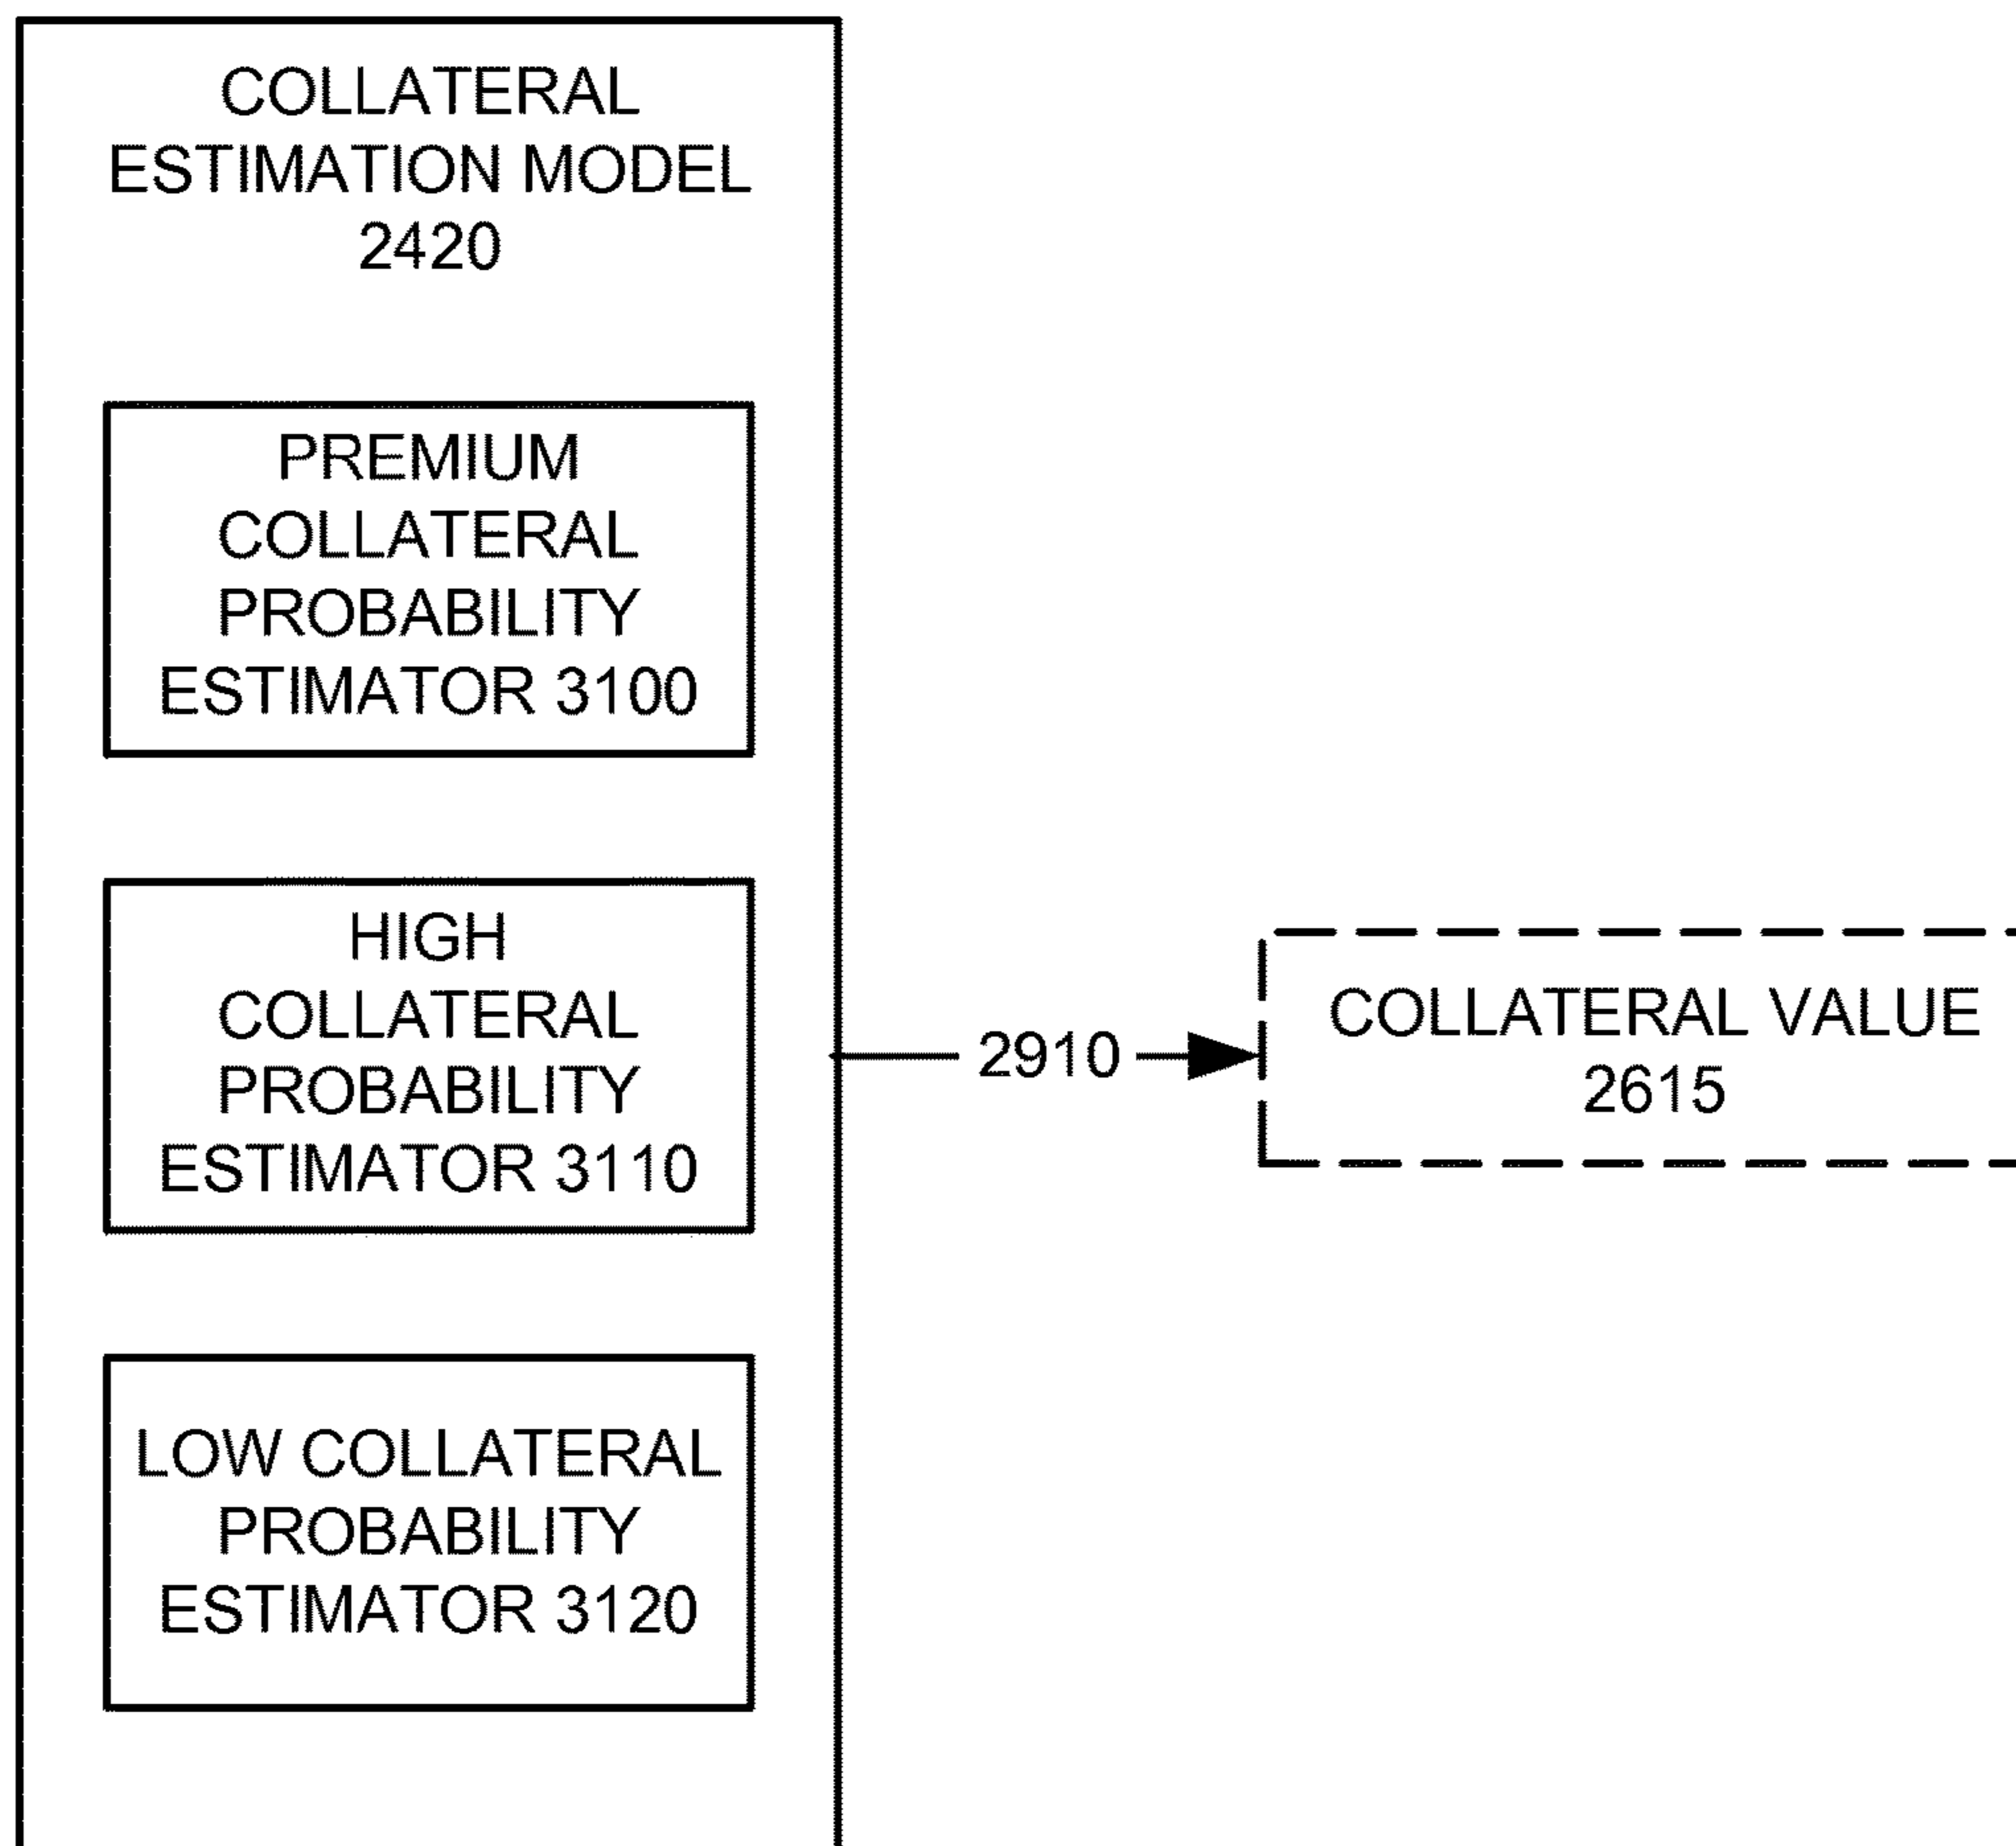 COLLATERAL
ESTIMATION MODEL
2420
PREMIUM
COLLATERAL
PROBABILITY
ESTIMATOR 3100
HIGH
COLLATERAL
PROBABILITY
ESTIMATOR 3110
LOW COLLATERAL
PROBABILITY
ESTIMATOR 3120
2910
COLLATERAL VALUE
2615